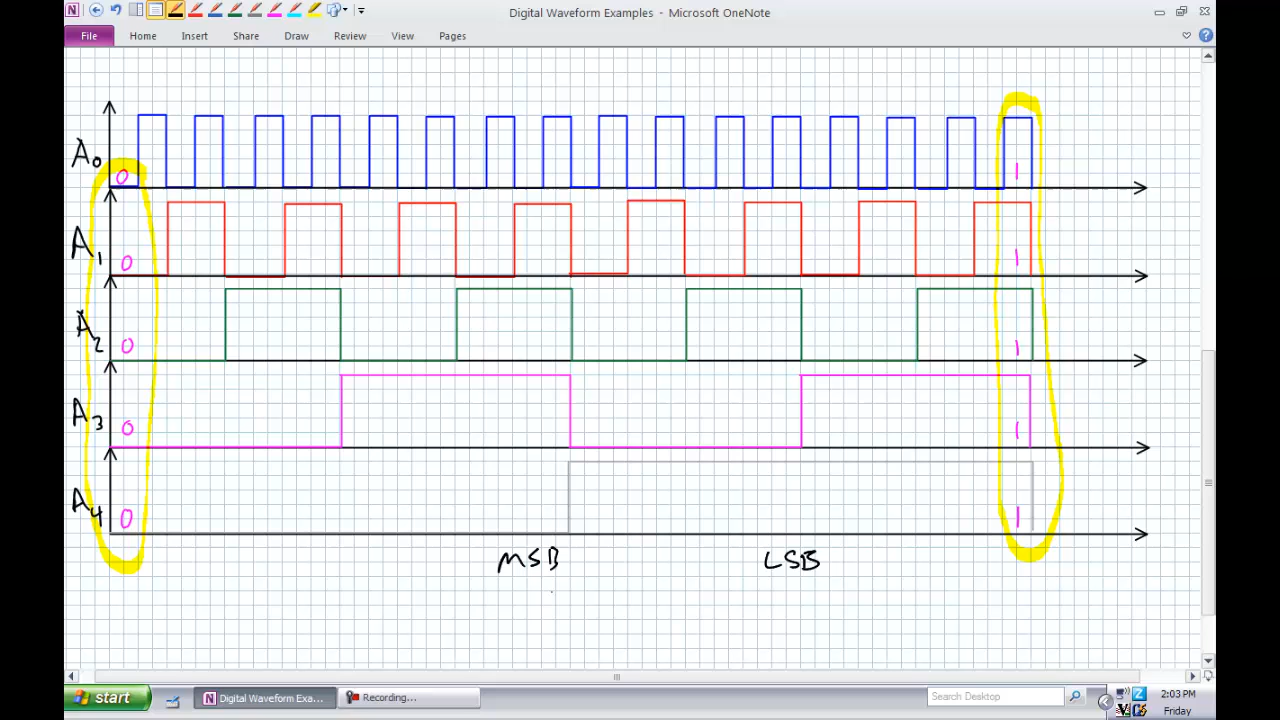 Digital Waveform Examples - Microsoft OneNote
File Home Insert Share Draw Review View Pages
A0 0 1
A1 0 1
A2 0 1
A3 0 1
A4 0 1
MSB LSB
start Digital Waveform Exa... Recording... Search Desktop 2:03 PM
Friday